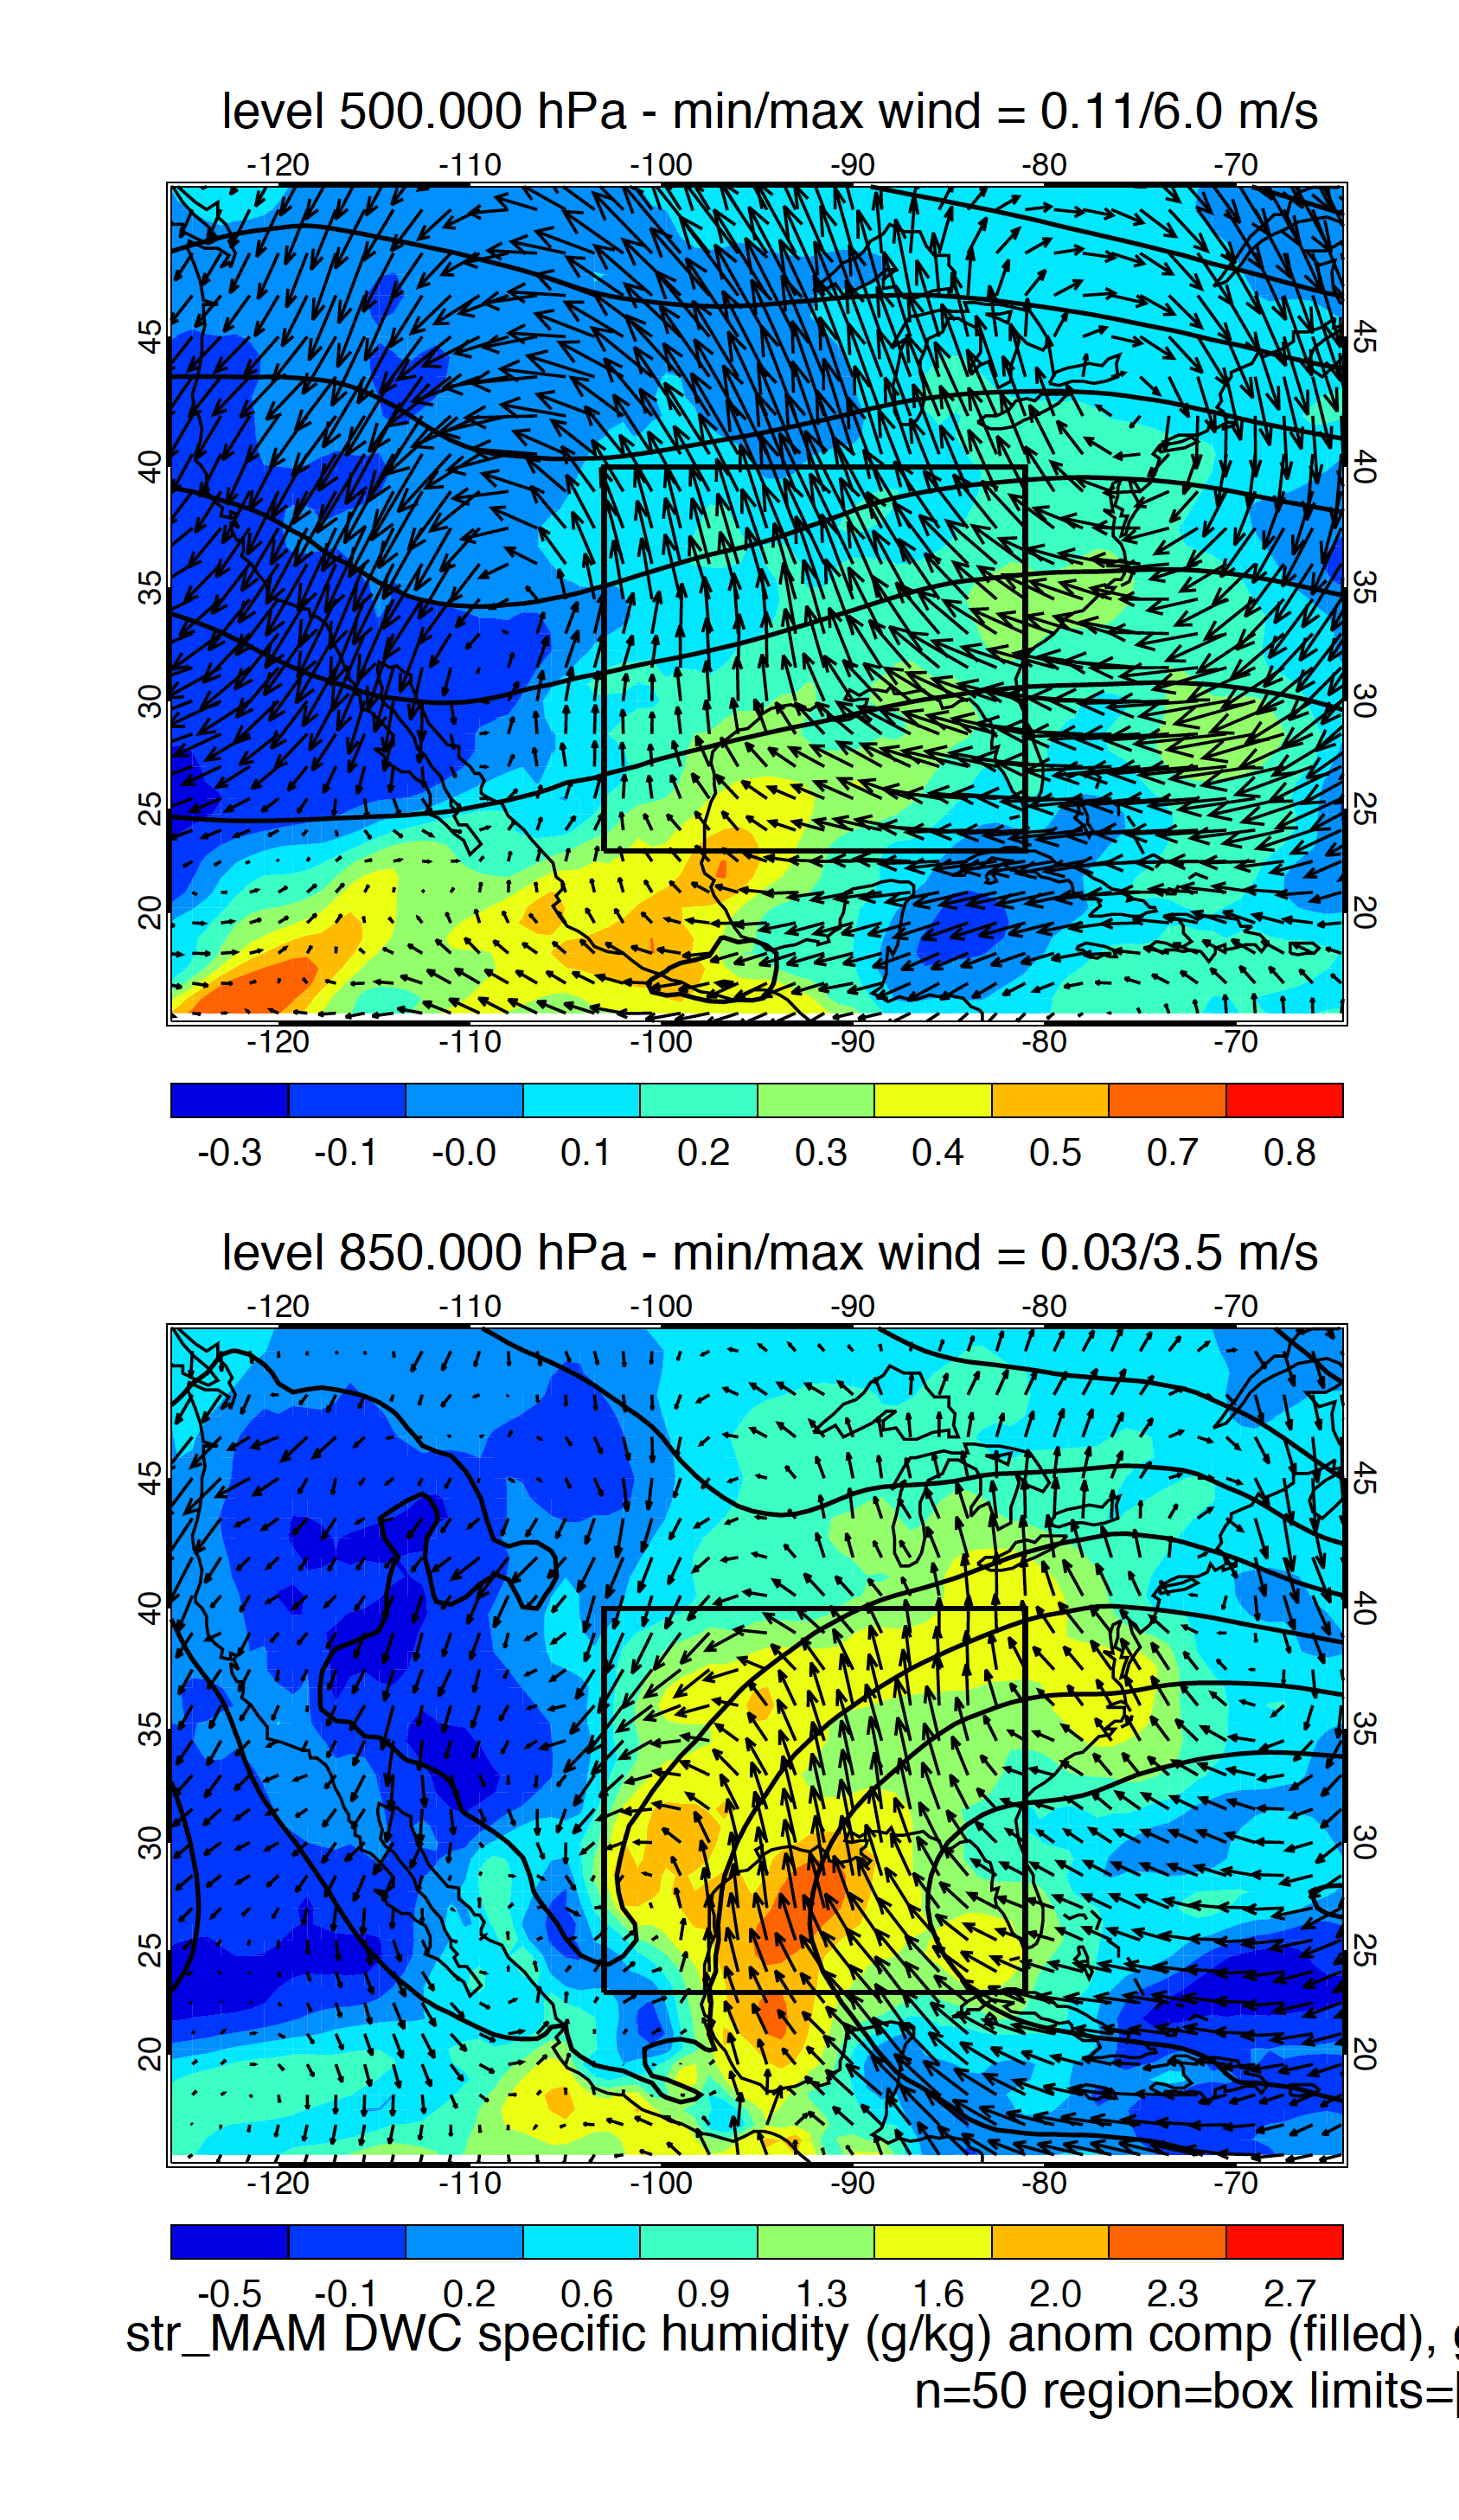 level 500.000 hPa - min/max wind = 0.11/6.0 m/s
-120 -110 -100 -90 -80 -70
45 45
40 40
35 35
30 30
25 25
20 20
-120 -110 -100 -90 -80 -70
-0.3 -0.1 -0.0 0.1 0.2 0.3 0.4 0.5 0.7 0.8
level 850.000 hPa - min/max wind = 0.03/3.5 m/s
-120 -110 -100 -90 -80 -70
45 45
40 40
35 35
30 30
25 25
20 20
-120 -110 -100 -90 -80 -70
-0.5 -0.1 0.2 0.6 0.9 1.3 1.6 2.0 2.3 2.7
str_MAM DWC specific humidity (g/kg) anom comp (filled),
n=50 region=box limits=